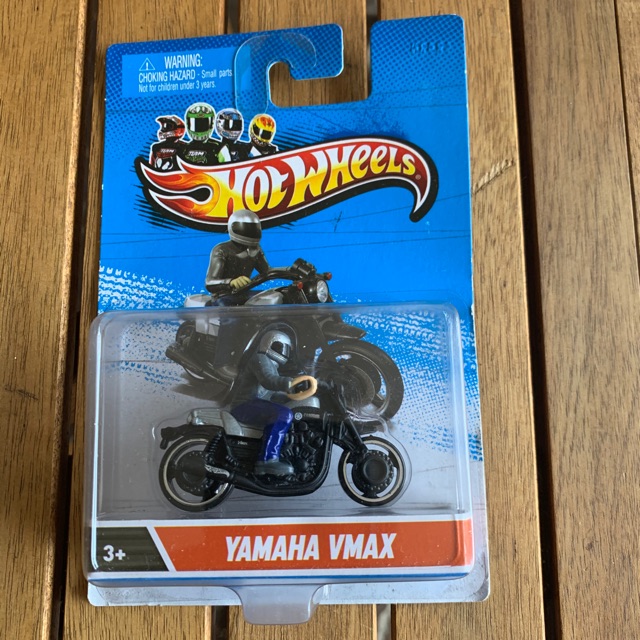 WARNING:
CHOKING HAZARD - Small parts
Not for children under 3 years.
HOT WHEELS
3+
YAMAHA VMAX